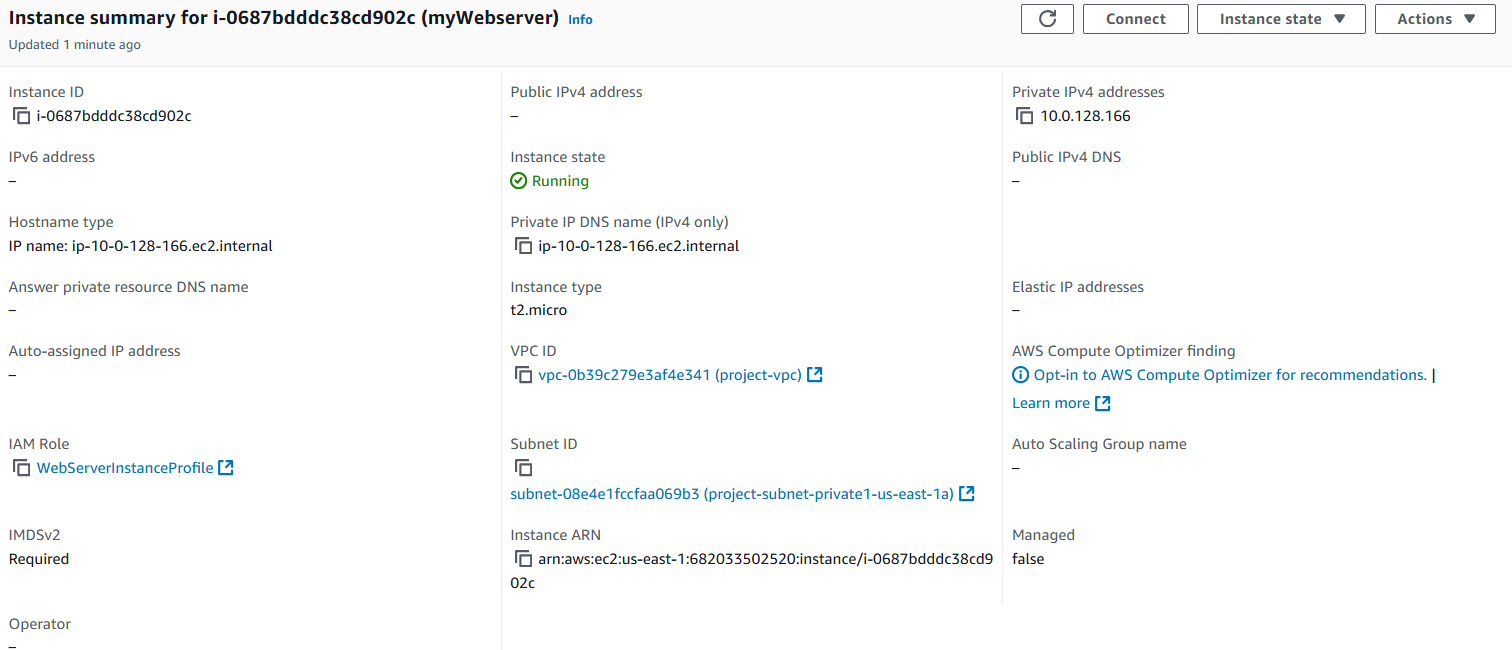 Instance summary for i-0687bdddc38cd902c (myWebserver) Info
Updated 1 minute ago
Connect
Instance state
Actions
Instance ID
i-0687bdddc38cd902c
Public IPv4 address
–
Private IPv4 addresses
10.0.128.166
IPv6 address
–
Instance state
Running
Public IPv4 DNS
–
Hostname type
IP name: ip-10-0-128-166.ec2.internal
Private IP DNS name (IPv4 only)
ip-10-0-128-166.ec2.internal
Answer private resource DNS name
–
Instance type
t2.micro
Elastic IP addresses
–
Auto-assigned IP address
–
VPC ID
vpc-0b39c279e3af4e341 (project-vpc)
AWS Compute Optimizer finding
Opt-in to AWS Compute Optimizer for recommendations. |
Learn more
IAM Role
WebServerInstanceProfile
Subnet ID
subnet-08e4e1fccfaa069b3 (project-subnet-private1-us-east-1a)
Auto Scaling Group name
–
IMDSv2
Required
Instance ARN
arn:aws:ec2:us-east-1:682033502520:instance/i-0687bdddc38cd9
02c
Managed
false
Operator
–